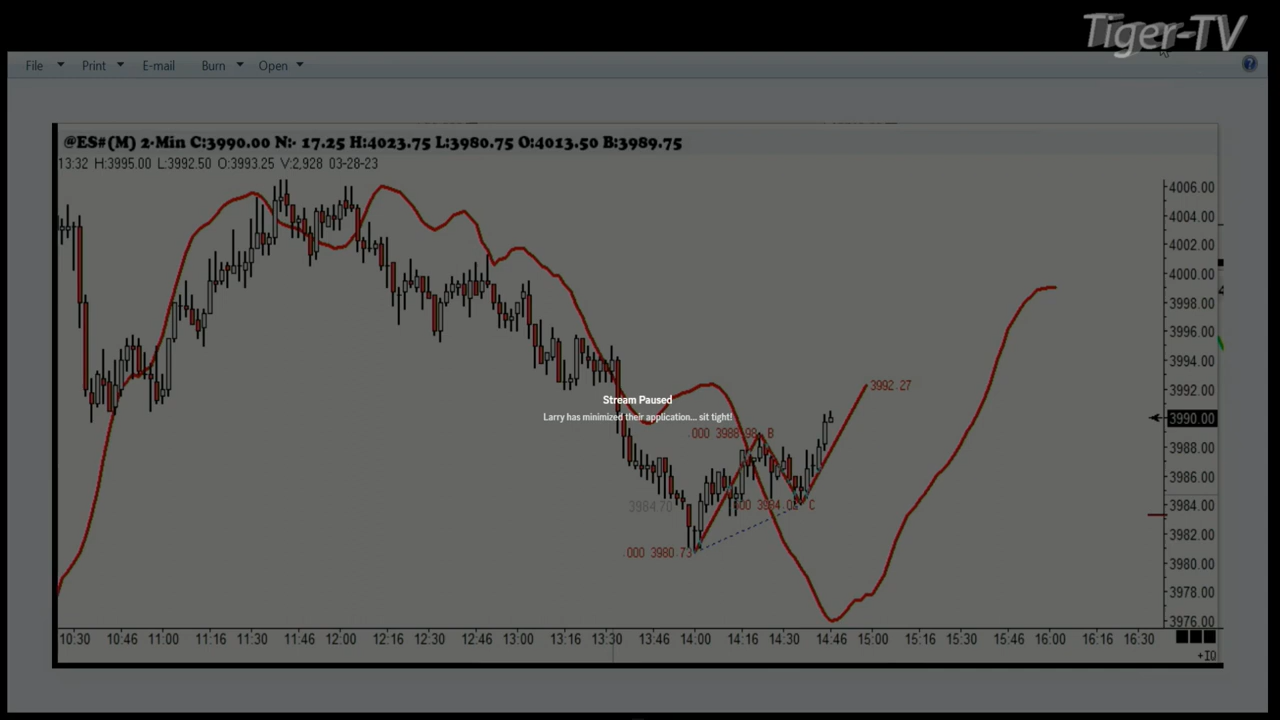 Tiger-TV
File Print E-mail Burn Open
@ES#(M) 2-Min C:3990.00 N:- 17.25 H:4023.75 L:3980.75 O:4013.50 B:3989.75
13:32 H:3995.00 L:3992.50 O:3993.25 V:2,928 03-28-23
4006.00
4004.00
4002.00
4000.00
3998.00
3996.00
3994.00
3992.00
3990.00
3988.00
3986.00
3984.00
3982.00
3980.00
3978.00
3976.00
3992.27
Stream Paused
Larry has minimized their application... sit tight!
.000 3988.98 B
3984.70
C
.000 3980.73
10:30 10:46 11:00 11:16 11:30 11:46 12:00 12:16 12:30 12:46 13:00 13:16 13:30 13:46 14:00 14:16 14:30 14:46 15:00 15:16 15:30 15:46 16:00 16:16 16:30
+IQ